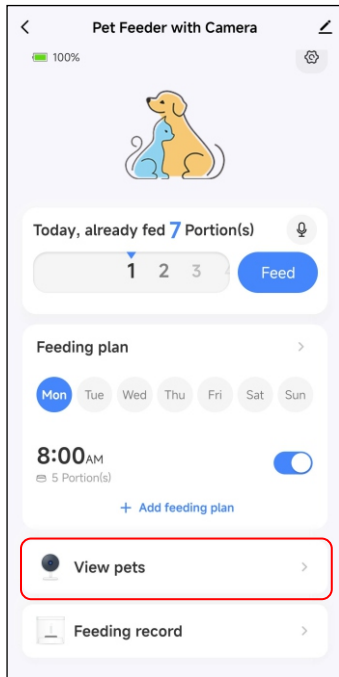 Pet Feeder with Camera
100%
Today, already fed 7 Portion(s)
1 2 3
Feed
Feeding plan
Mon Tue Wed Thu Fri Sat Sun
8:00AM
5 Portion(s)
+ Add feeding plan
View pets
Feeding record